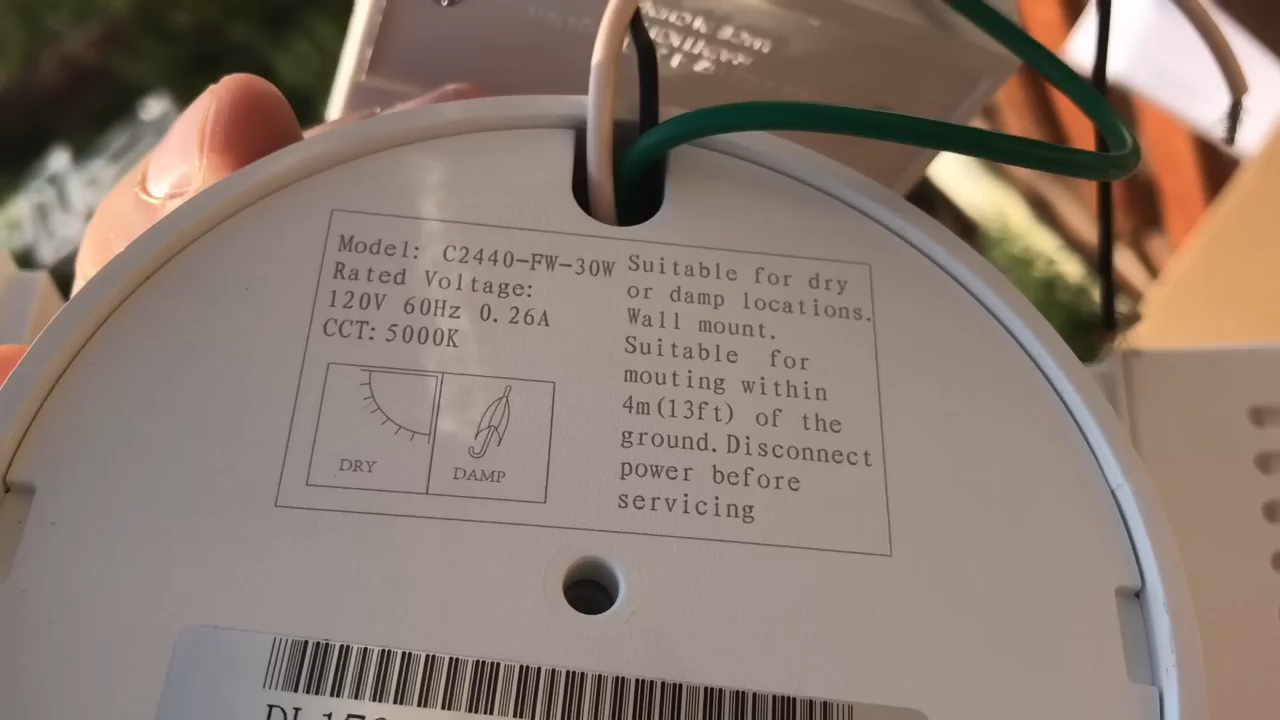 Model: C2440-FW-30W
Rated Voltage:
120V 60Hz 0.26A
CCT: 5000K
DRY
DAMP
Suitable for dry
or damp locations.
Wall mount.
Suitable for
mouting within
4m(13ft) of the
ground. Disconnect
power before
servicing